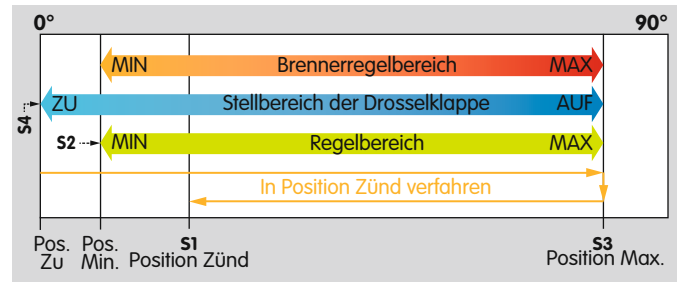 0° 90°
MIN Brennerregelbereich MAX
ZU Stellbereich der Drosselklappe AUF
S4
S2 MIN Regelbereich MAX
In Position Zünd verfahren
Pos. Pos. S1 S3
Zu Min. Position Zünd Position Max.